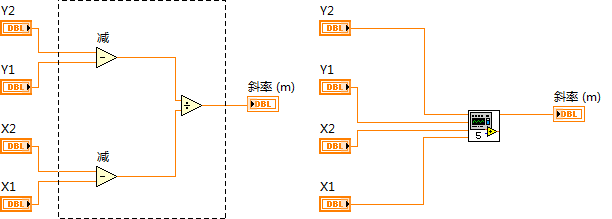 Y2
DBL
减
Y1
DBL
斜率 (m)
DBL
X2
DBL
减
X1
DBL
Y2
DBL
Y1
DBL
斜率 (m)
DBL
X2
DBL
5
X1
DBL